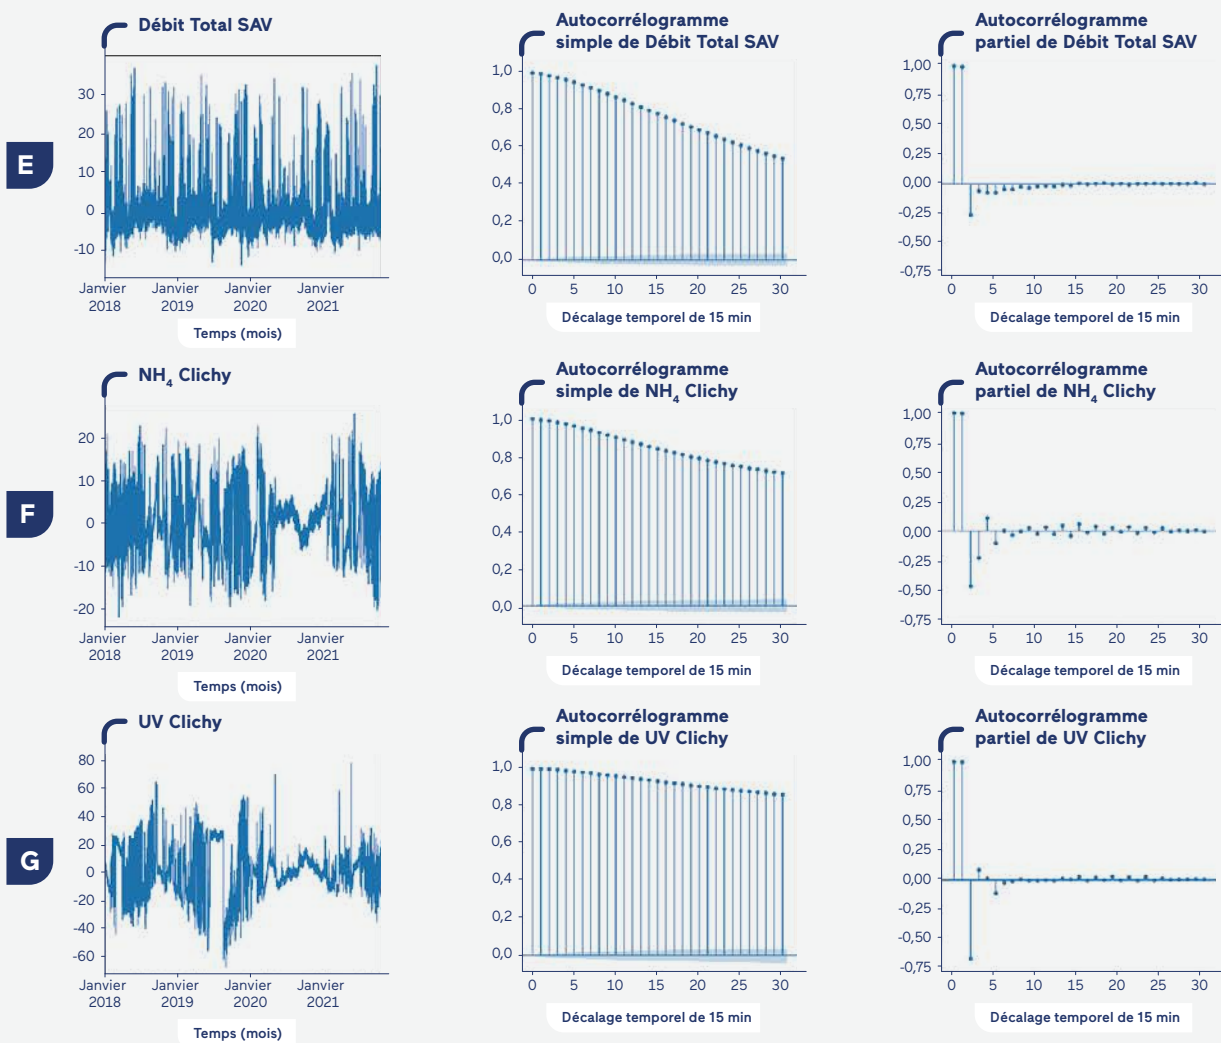 E
Débit Total SAV
30
20
10
0
-10
Janvier 2018
Janvier 2019
Janvier 2020
Janvier 2021
Temps (mois)
Autocorrélogramme
simple de Débit Total SAV
1,0
0,8
0,6
0,4
0,2
0,0
0 5 10 15 20 25 30
Décalage temporel de 15 min
Autocorrélogramme
partiel de Débit Total SAV
1,00
0,75
0,50
0,25
0,00
-0,25
-0,50
-0,75
0 5 10 15 20 25 30
Décalage temporel de 15 min
F
NH4 Clichy
20
10
0
-10
-20
Janvier 2018
Janvier 2019
Janvier 2020
Janvier 2021
Temps (mois)
Autocorrélogramme
simple de NH4 Clichy
1,0
0,8
0,6
0,4
0,2
0,0
0 5 10 15 20 25 30
Décalage temporel de 15 min
Autocorrélogramme
partiel de NH4 Clichy
1,00
0,75
0,50
0,25
0,00
-0,25
-0,50
-0,75
0 5 10 15 20 25 30
Décalage temporel de 15 min
G
UV Clichy
80
60
40
20
0
-20
-40
-60
Janvier 2018
Janvier 2019
Janvier 2020
Janvier 2021
Temps (mois)
Autocorrélogramme
simple de UV Clichy
1,0
0,8
0,6
0,4
0,2
0,0
0 5 10 15 20 25 30
Décalage temporel de 15 min
Autocorrélogramme
partiel de UV Clichy
1,00
0,75
0,50
0,25
0,00
-0,25
-0,50
-0,75
0 5 10 15 20 25 30
Décalage temporel de 15 min